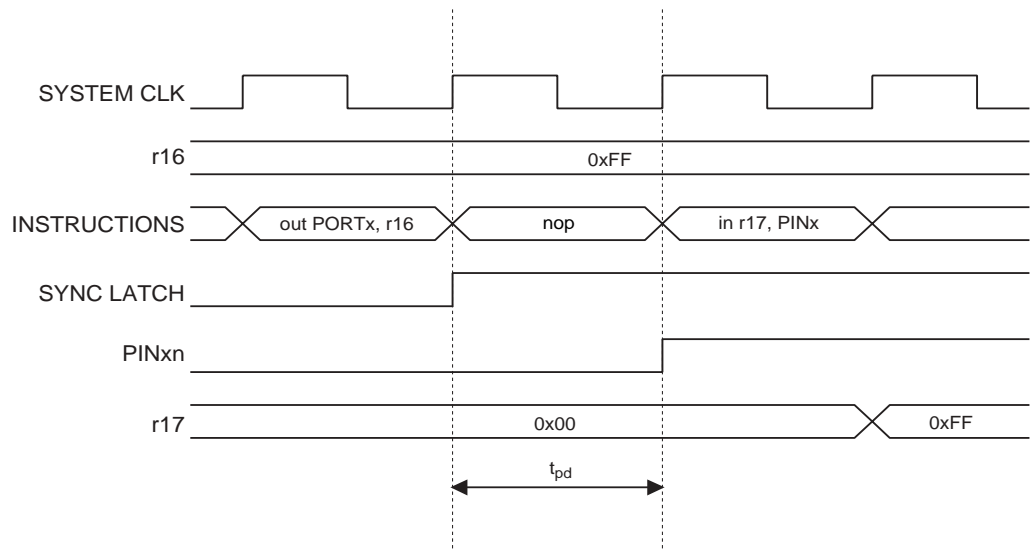 SYSTEM CLK
r16
0xFF
INSTRUCTIONS
out PORTx, r16
nop
in r17, PINx
SYNC LATCH
PINxn
r17
0x00
0xFF
tpd